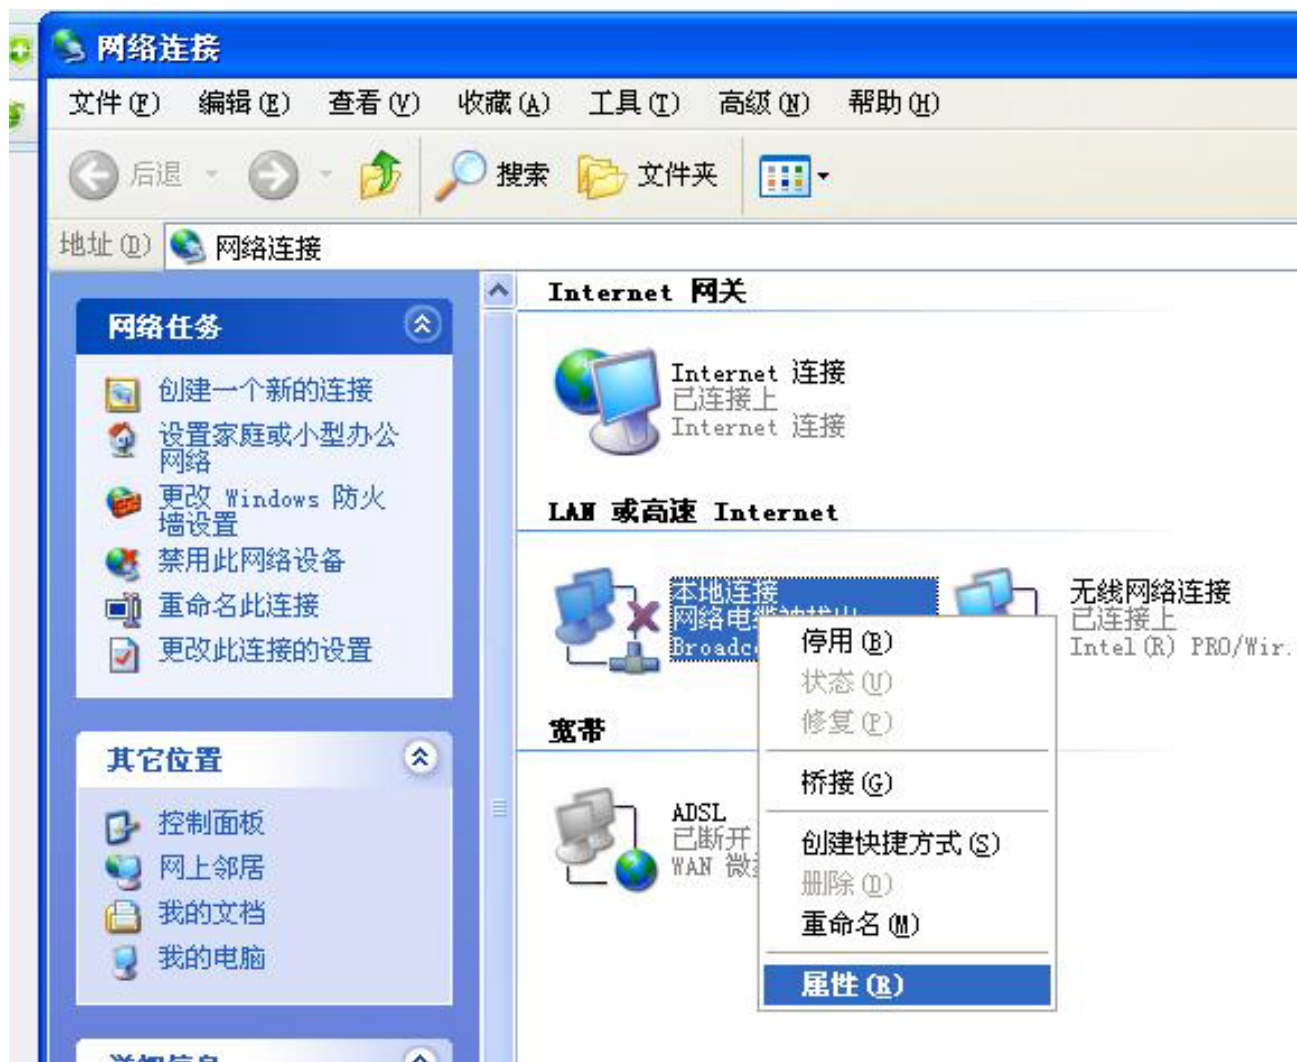 网络连接
文件(F) 编辑(E) 查看(V) 收藏(A) 工具(T) 高级(N) 帮助(H)
后退 搜索 文件夹
地址(D) 网络连接
网络任务
创建一个新的连接
设置家庭或小型办公
网络
更改 Windows 防火
墙设置
禁用此网络设备
重命名此连接
更改此连接的设置
其它位置
控制面板
网上邻居
我的文档
我的电脑
Internet 网关
Internet 连接
已连接上
Internet 连接
LAN 或高速 Internet
本地连接
网络电缆被拔出
无线网络连接
已连接上
Intel(R) PRO/Wir...
宽带
ADSL
已断开
WAN
停用(B)
状态(U)
修复(P)
桥接(G)
创建快捷方式(S)
删除(D)
重命名(M)
属性(R)